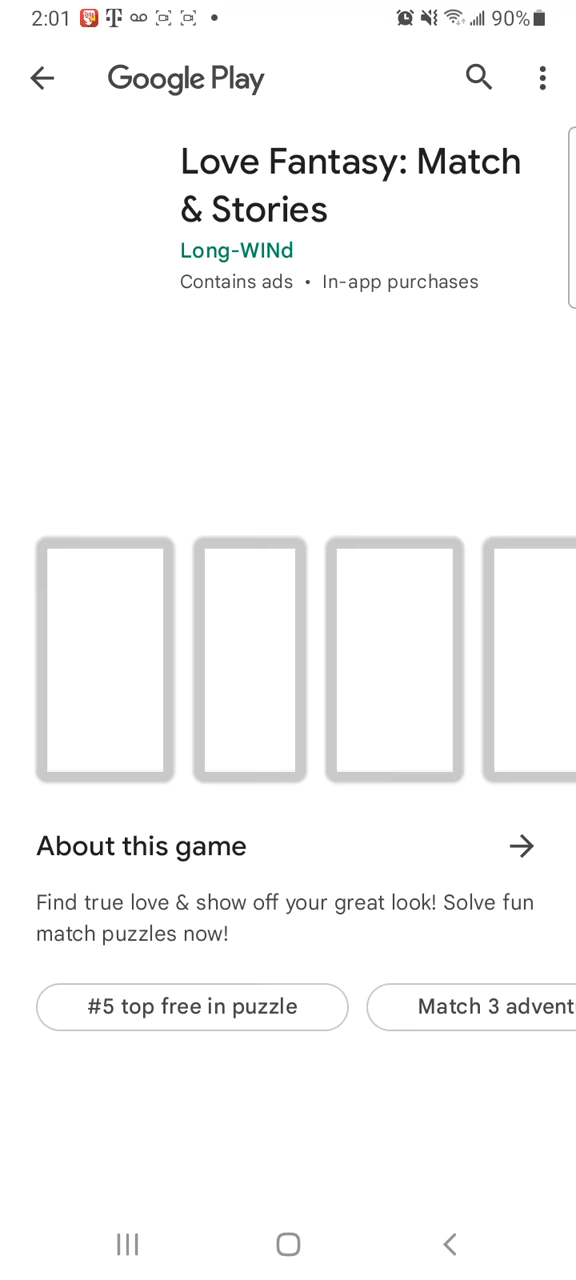 2:01
90%
Google Play
Love Fantasy: Match
& Stories
Long-WINd
Contains ads • In-app purchases
About this game
Find true love & show off your great look! Solve fun
match puzzles now!
#5 top free in puzzle
Match 3 advent